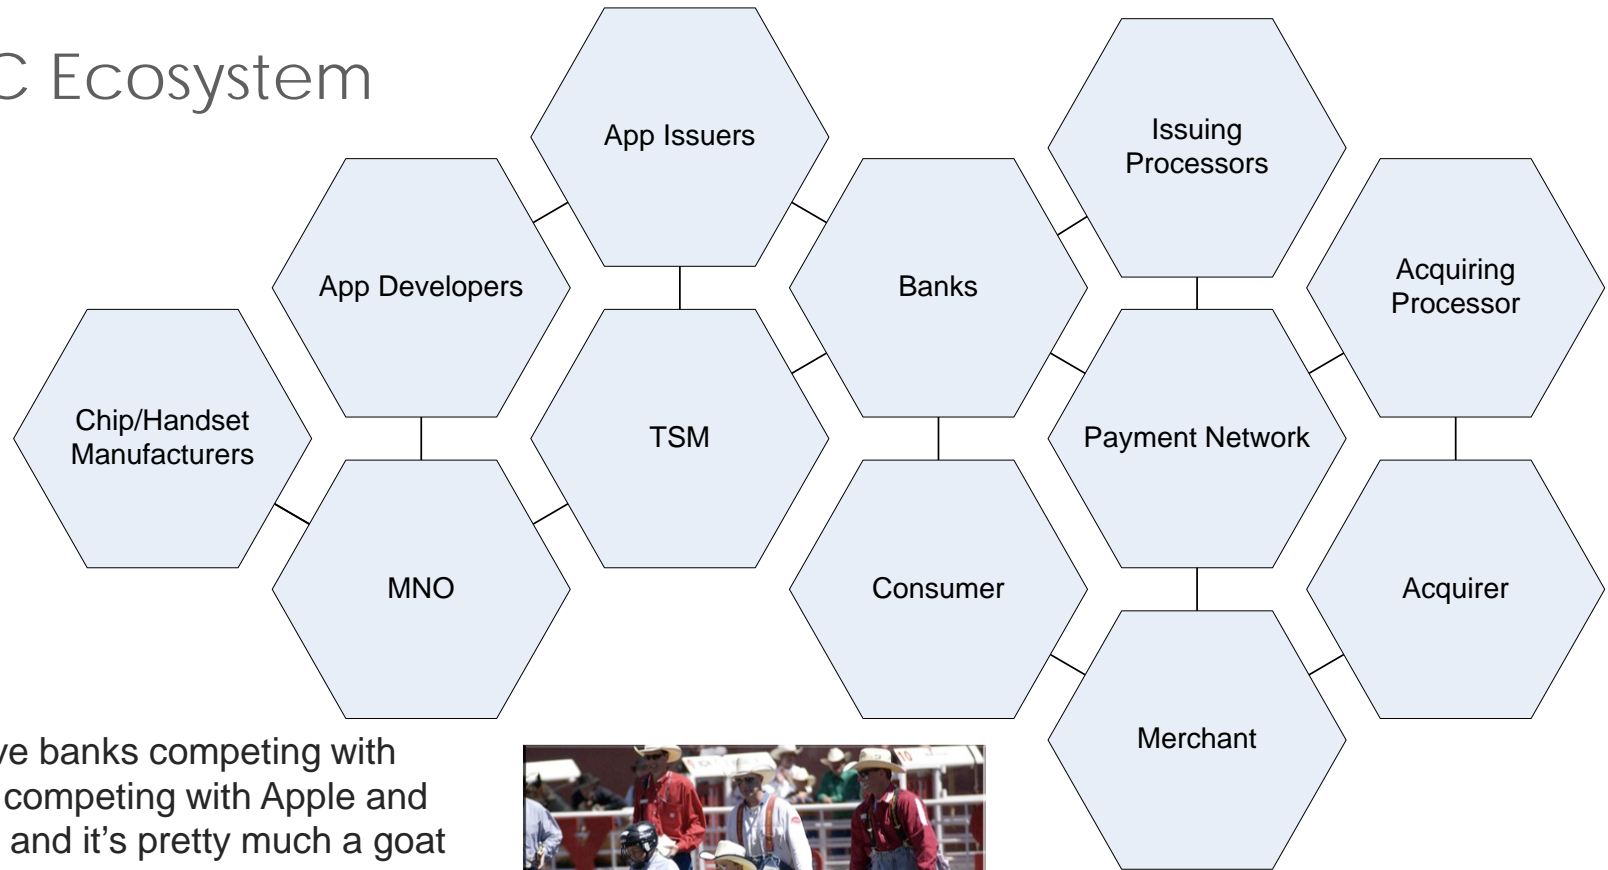 C Ecosystem
App Issuers
Issuing
Processors
App Developers
Banks
Acquiring
Processor
Chip/Handset
Manufacturers
TSM
Payment Network
MNO
Consumer
Acquirer
Merchant
ve banks competing with
competing with Apple and
and it’s pretty much a goat
10